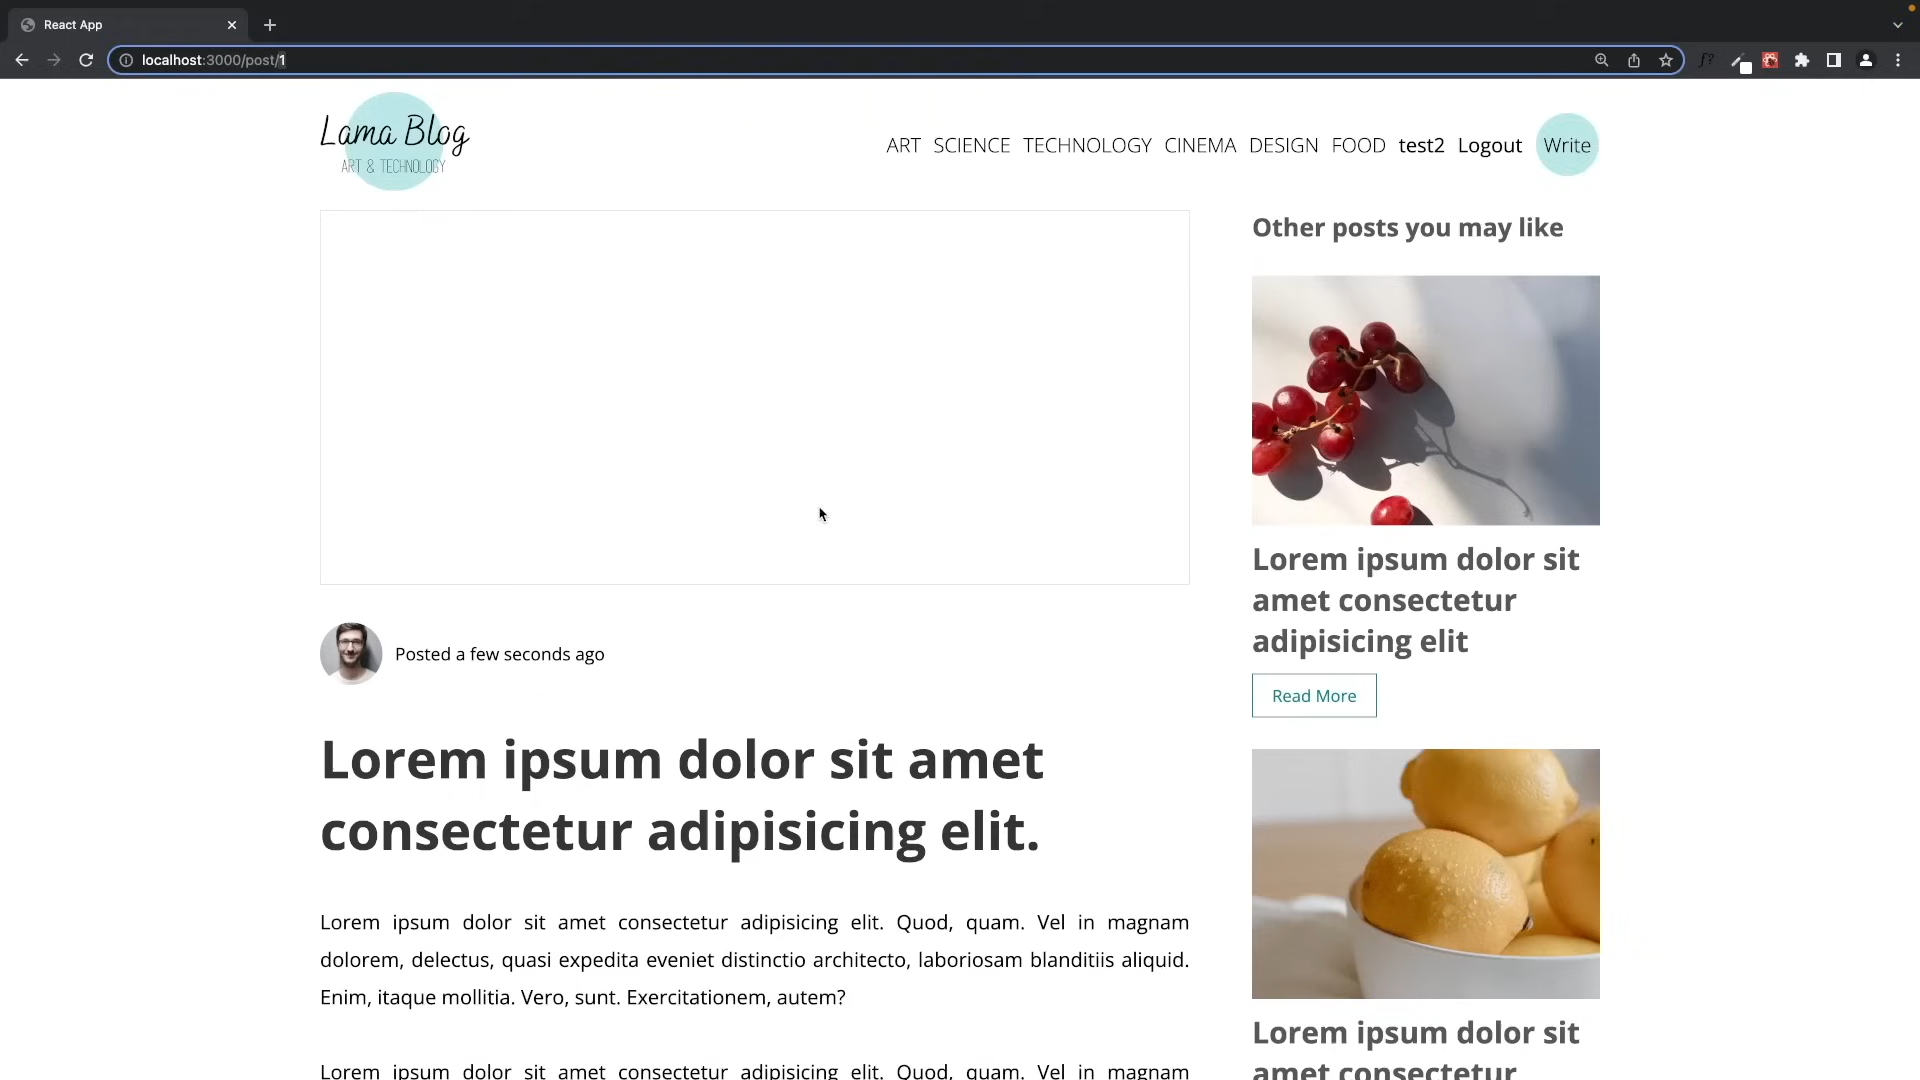 React App
localhost:3000/post/1
f?
Lama Blog
ART & TECHNOLOGY
ART SCIENCE TECHNOLOGY CINEMA DESIGN FOOD test2 Logout Write
Other posts you may like
Lorem ipsum dolor sit
amet consectetur
adipisicing elit
Read More
Posted a few seconds ago
Lorem ipsum dolor sit amet
consectetur adipisicing elit.
Lorem ipsum dolor sit amet consectetur adipisicing elit. Quod, quam. Vel in magnam
dolorem, delectus, quasi expedita eveniet distinctio architecto, laboriosam blanditiis aliquid.
Enim, itaque mollitia. Vero, sunt. Exercitationem, autem?
Lorem ipsum dolor sit
amet consectetur
Lorem ipsum dolor sit amet consectetur adipisicing elit. Quod, quam. Vel in magnam